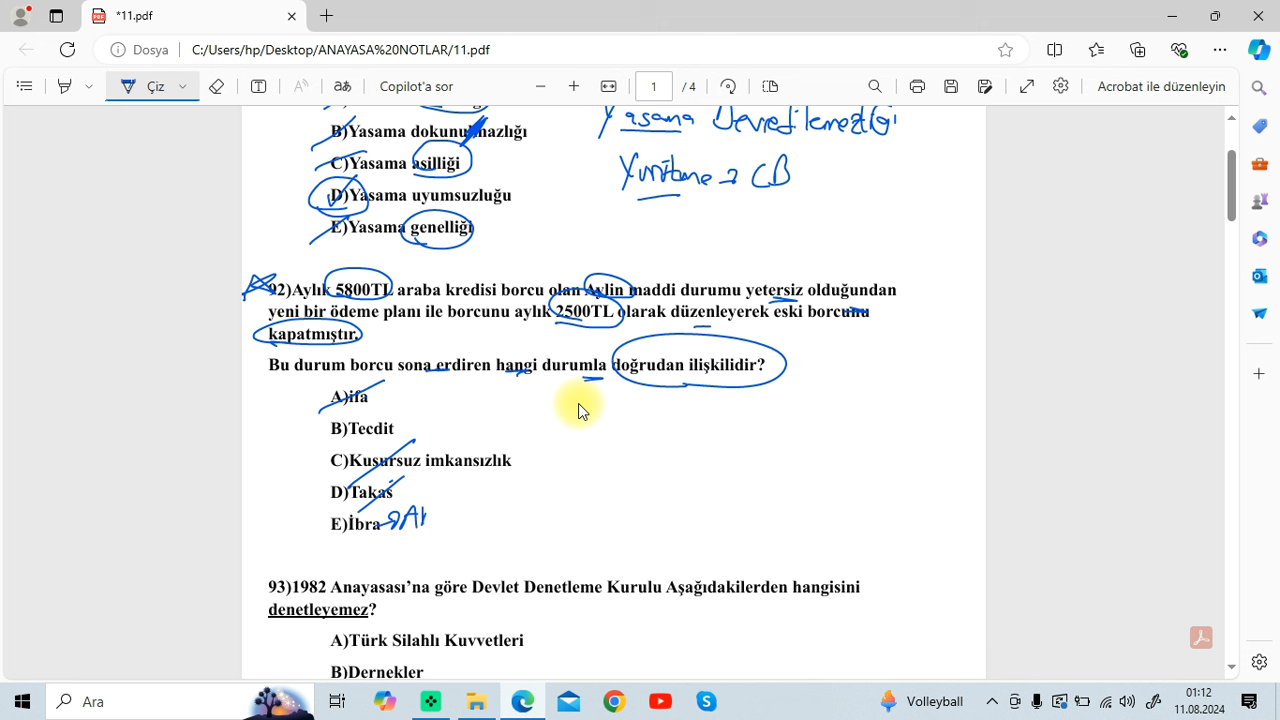 *11.pdf
Dosya C:/Users/hp/Desktop/ANAYASA%20NOTLAR/11.pdf
Çiz Copilot'a sor 1 /4 Acrobat ile düzenleyin
B)Yasama dokunulmazlığı
Yasama Devredilemezliği
C)Yasama asilliği
Yürütme → CB
D)Yasama uyumsuzluğu
E)Yasama genelliği
92)Aylık 5800TL araba kredisi borcu olan Aylin maddi durumu yetersiz olduğundan
yeni bir ödeme planı ile borcunu aylık 2500TL olarak düzenleyerek eski borcunu
kapatmıştır.
Bu durum borcu sona erdiren hangi durumla doğrudan ilişkilidir?
A)ifa
B)Tecdit
C)Kusursuz imkansızlık
D)Takas
E)İbra
93)1982 Anayasası’na göre Devlet Denetleme Kurulu Aşağıdakilerden hangisini
denetleyemez?
A)Türk Silahlı Kuvvetleri
B)Dernekler
Ara Volleyball 01:12
11.08.2024